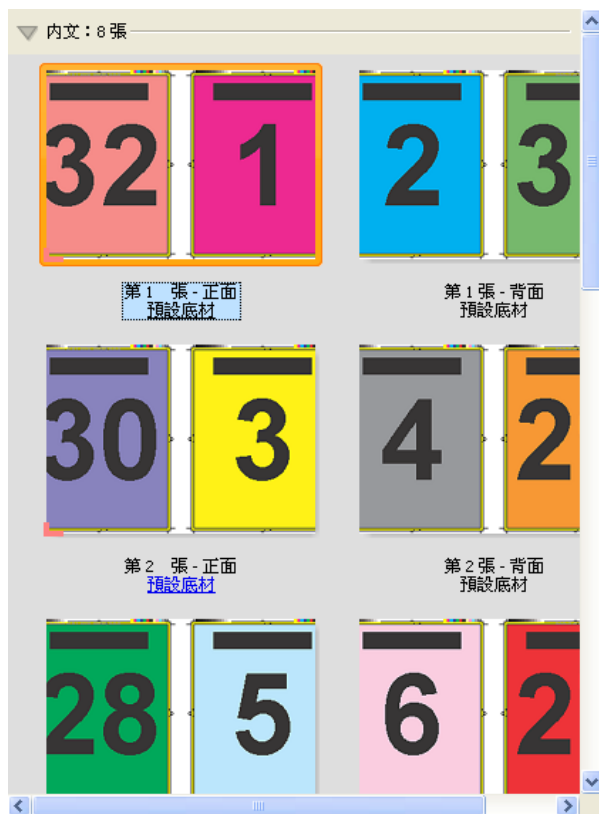 内文：8 張
32 1 2 3
第 1 張 - 正面
預設底材
第 1 張 - 背面
預設底材
30 3 4 2
第 2 張 - 正面
預設底材
第 2 張 - 背面
預設底材
28 5 6 2